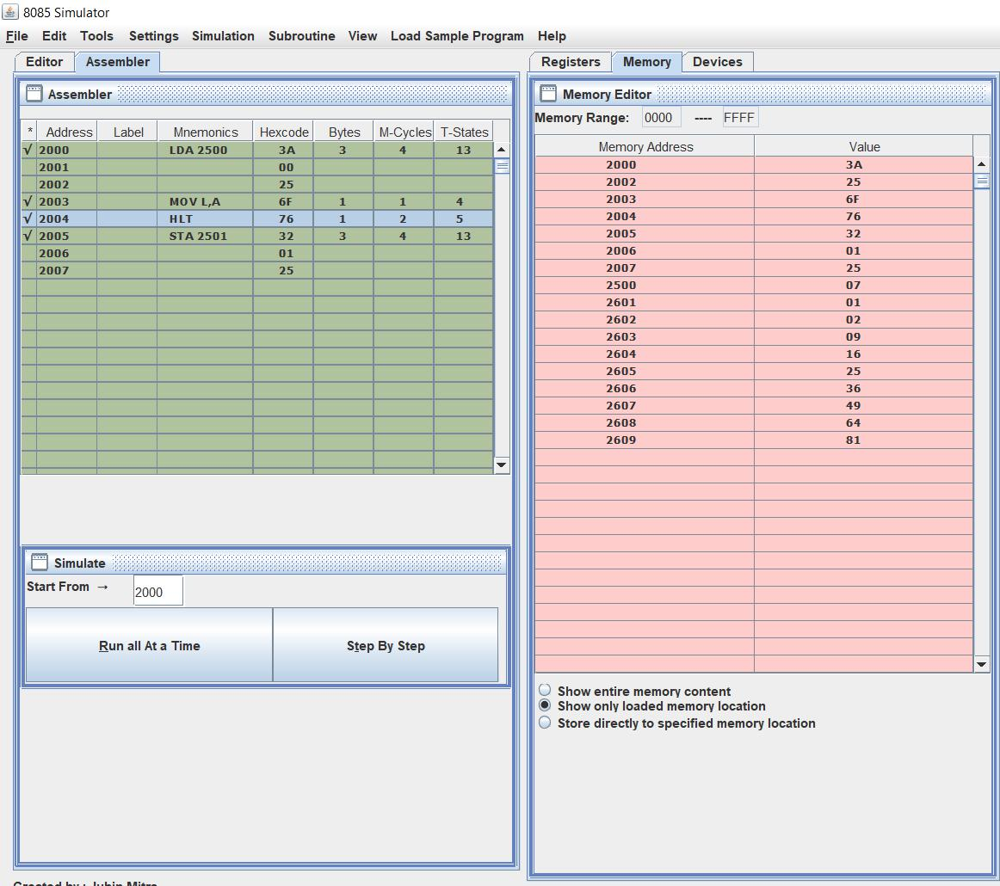 8085 Simulator
File Edit Tools Settings Simulation Subroutine View Load Sample Program Help
Editor Assembler
Assembler
* Address Label Mnemonics Hexcode Bytes M-Cycles T-States
√ 2000 LDA 2500 3A 3 4 13
2001 00
2002 25
√ 2003 MOV L,A 6F 1 1 4
√ 2004 HLT 76 1 2 5
√ 2005 STA 2501 32 3 4 13
2006 01
2007 25
Simulate
Start From → 2000
Run all At a Time Step By Step
Registers Memory Devices
Memory Editor
Memory Range: 0000 ---- FFFF
Memory Address Value
2000 3A
2002 25
2003 6F
2004 76
2005 32
2006 01
2007 25
2500 07
2601 01
2602 02
2603 09
2604 16
2605 25
2606 36
2607 49
2608 64
2609 81
Show entire memory content
Show only loaded memory location
Store directly to specified memory location
Created by : Jubin Mitra